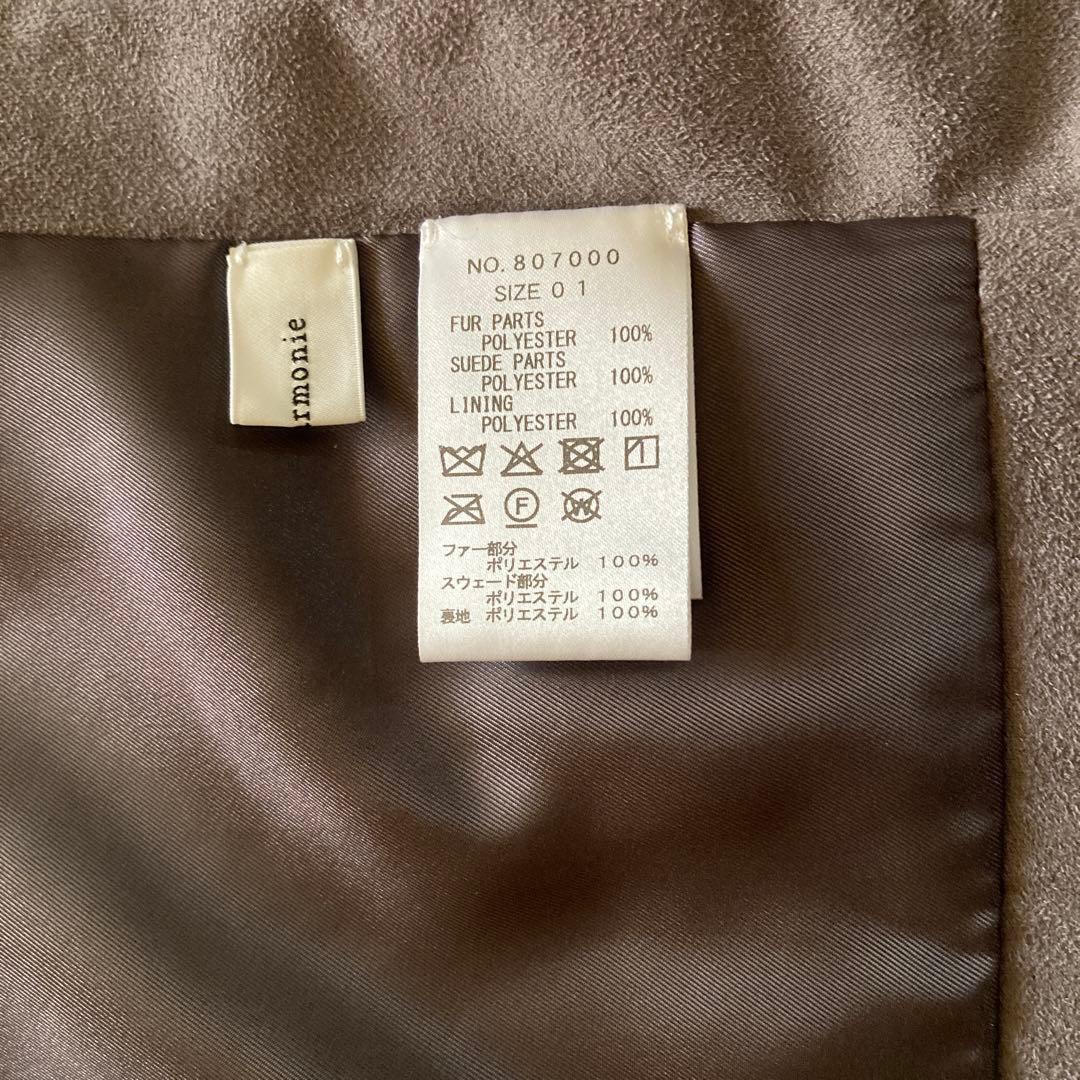 rmonie
NO. 807000
SIZE 01
FUR PARTS
POLYESTER 100%
SUEDE PARTS
POLYESTER 100%
LINING
POLYESTER 100%
F W
ファー部分
ポリエステル 100%
スウェード部分
ポリエステル 100%
裏地 ポリエステル 100%